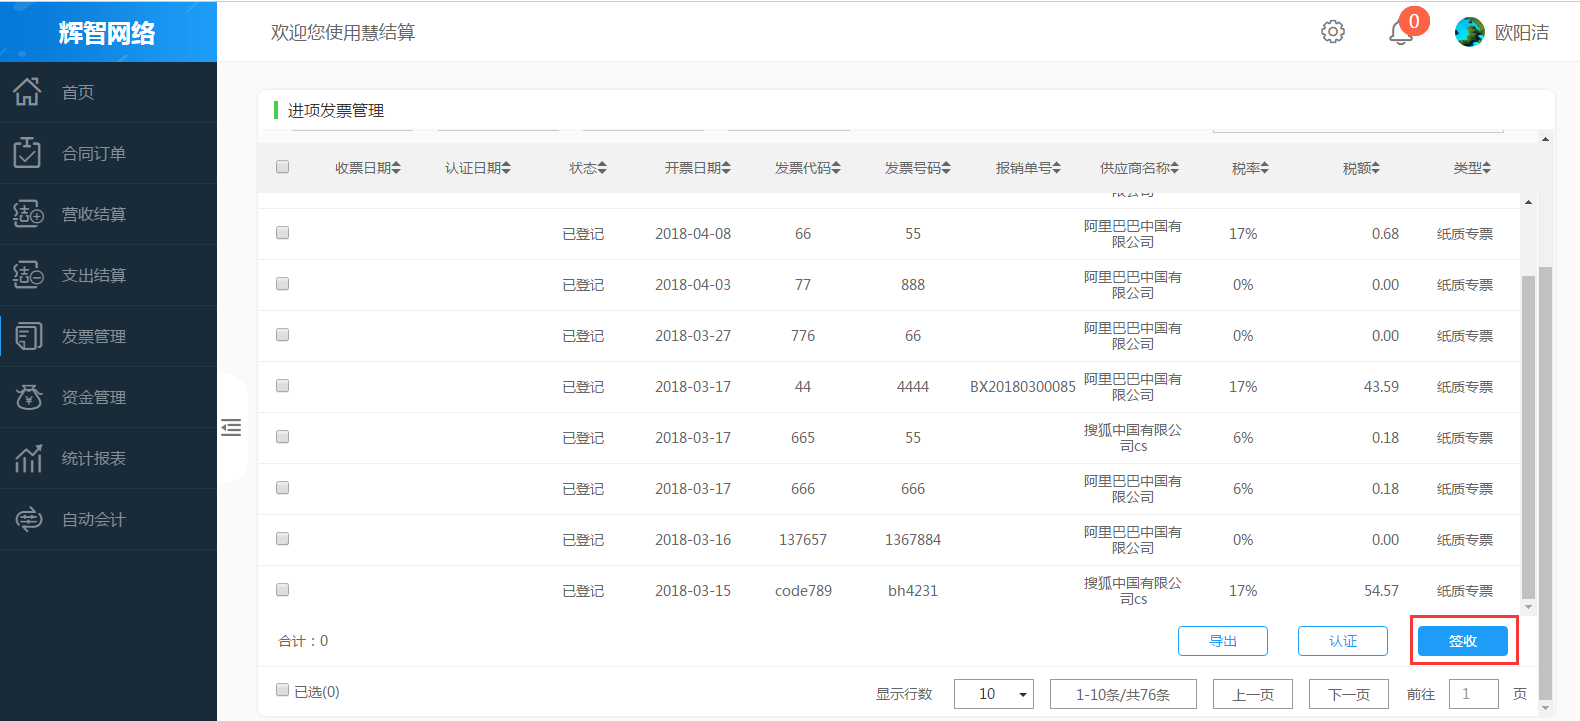 辉智网络
欢迎您使用慧结算
0
欧阳洁
首页
合同订单
营收结算
支出结算
发票管理
资金管理
统计报表
自动会计
进项发票管理
收票日期 认证日期 状态 开票日期 发票代码 发票号码 报销单号 供应商名称 税率 税额 类型
限公司
已登记 2018-04-08 66 55 阿里巴巴中国有限公司 17% 0.68 纸质专票
已登记 2018-04-03 77 888 阿里巴巴中国有限公司 0% 0.00 纸质专票
已登记 2018-03-27 776 66 阿里巴巴中国有限公司 0% 0.00 纸质专票
已登记 2018-03-17 44 4444 BX20180300085 阿里巴巴中国有限公司 17% 43.59 纸质专票
已登记 2018-03-17 665 55 搜狐中国有限公司cs 6% 0.18 纸质专票
已登记 2018-03-17 666 666 阿里巴巴中国有限公司 6% 0.18 纸质专票
已登记 2018-03-16 137657 1367884 阿里巴巴中国有限公司 0% 0.00 纸质专票
已登记 2018-03-15 code789 bh4231 搜狐中国有限公司cs 17% 54.57 纸质专票
合计：0 导出 认证 签收
已选(0) 显示行数 10 1-10条/共76条 上一页 下一页 前往 1 页